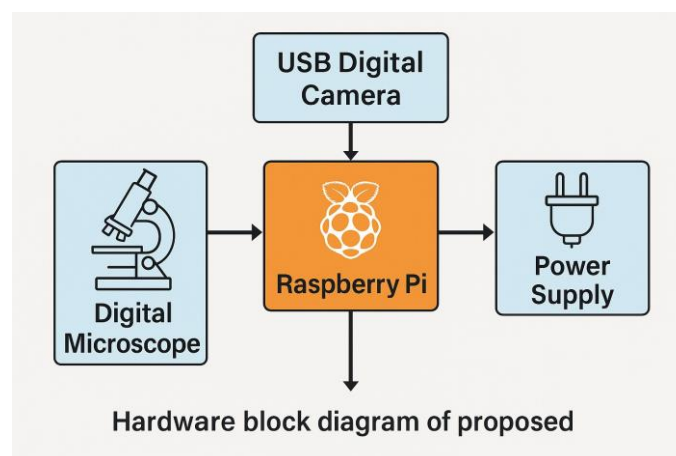 USB Digital
Camera
Digital
Microscope
Raspberry Pi
Power
Supply
Hardware block diagram of proposed